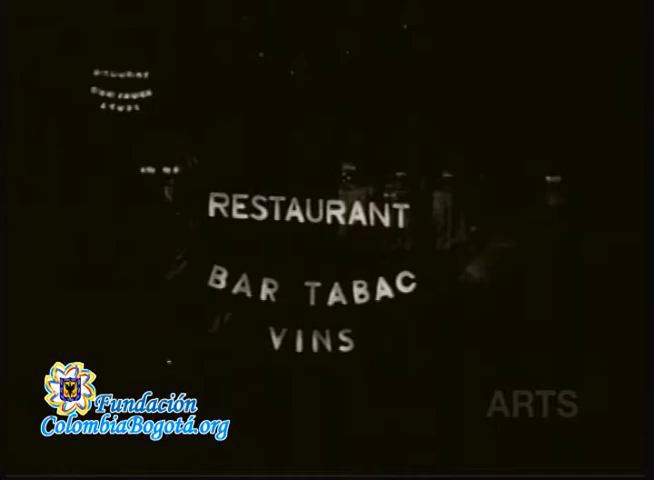 RESTAURANT
BAR TABAC
VINS
ARTS
Fundación
ColombiaBogotá.org